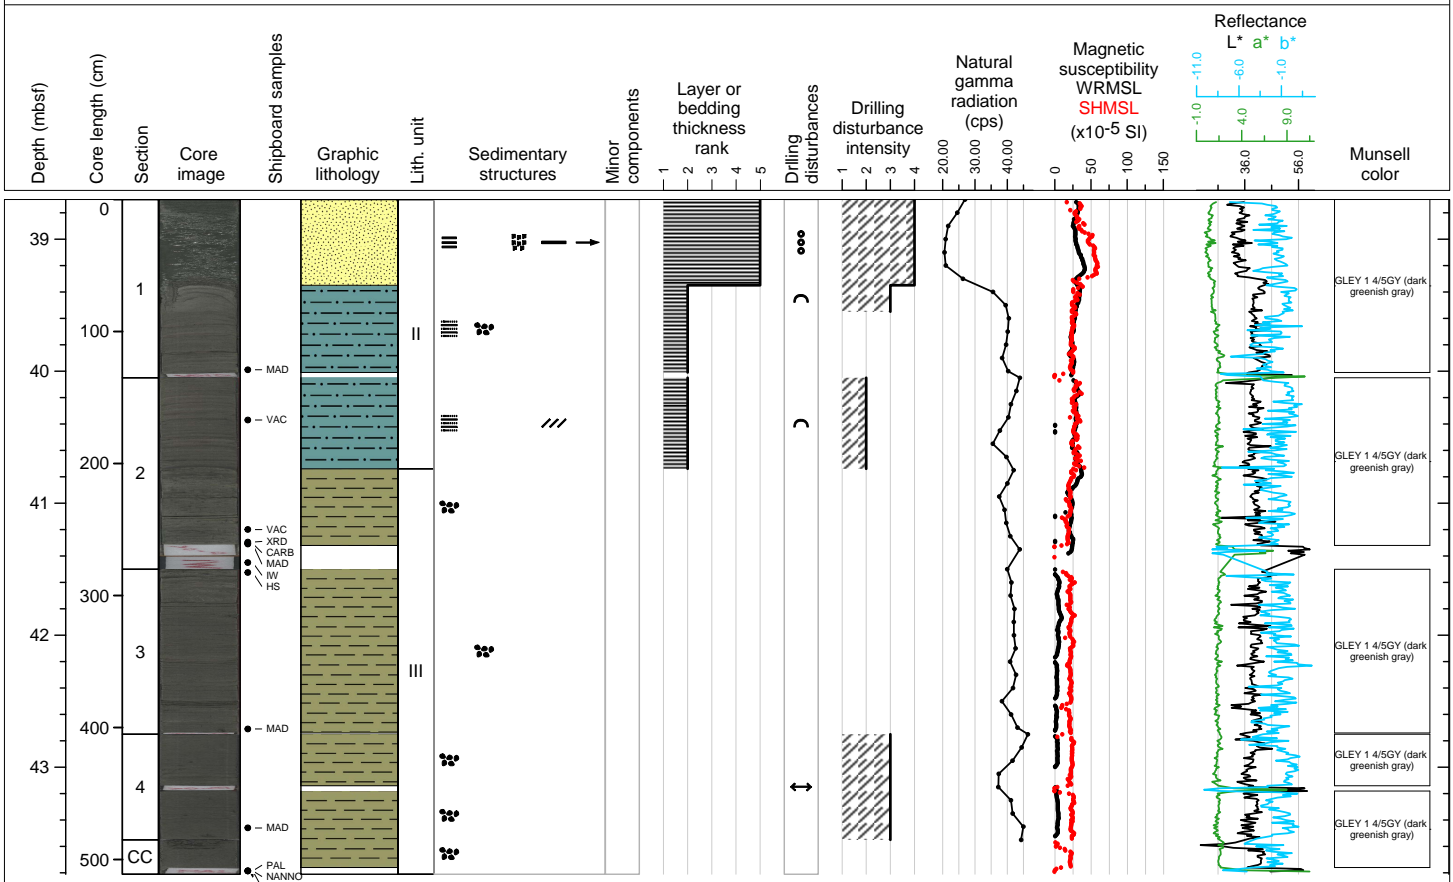 Depth (mbsf)
Core length (cm)
Section
Core
image
Shipboard samples
Graphic
lithology
Lith. unit
Sedimentary
structures
Minor
components
Layer or
bedding
thickness
rank
1 2 3 4 5
Drlling
disturbances
Drilling
disturbance
intensity
1 2 3 4
Natural
gamma
radiation
(cps)
20.00 30.00 40.00
Magnetic
susceptibility
WRMSL
SHMSL
(x10-5 SI)
0 50 100 150
Reflectance
L* a* b*
-11.0 -6.0 -1.0
-1.0 4.0 9.0
36.0 56.0
Munsell
color
39
40
41
42
43
0
100
200
300
400
500
1
2
3
4
CC
MAD
VAC
VAC
XRD
CARB
MAD
IW
HS
MAD
MAD
PAL
NANNO
II
III
GLEY 1 4/5GY (dark
greenish gray)
GLEY 1 4/5GY (dark
greenish gray)
GLEY 1 4/5GY (dark
greenish gray)
GLEY 1 4/5GY (dark
greenish gray)
GLEY 1 4/5GY (dark
greenish gray)